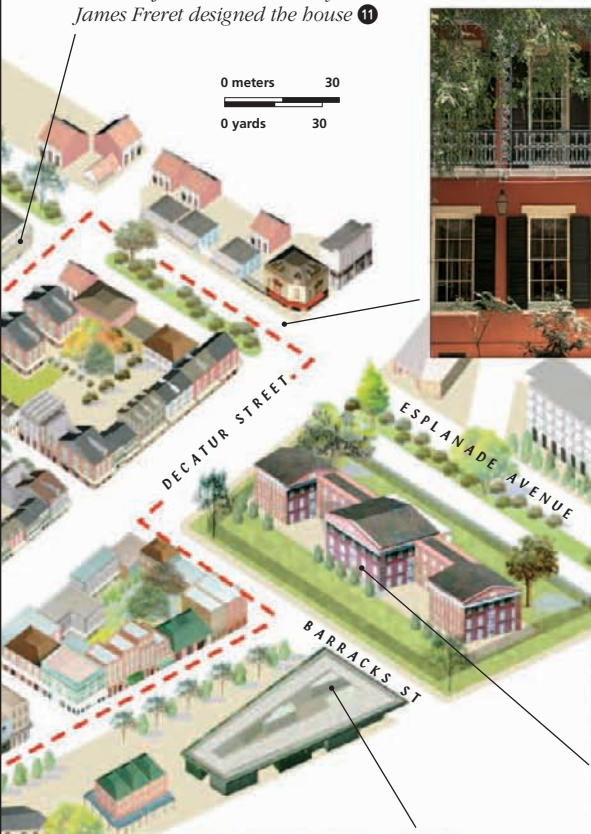 James Freret designed the house 11
0 meters 30
0 yards 30
DECATUR STREET
ESPLANADE AVENUE
BARRACKS ST